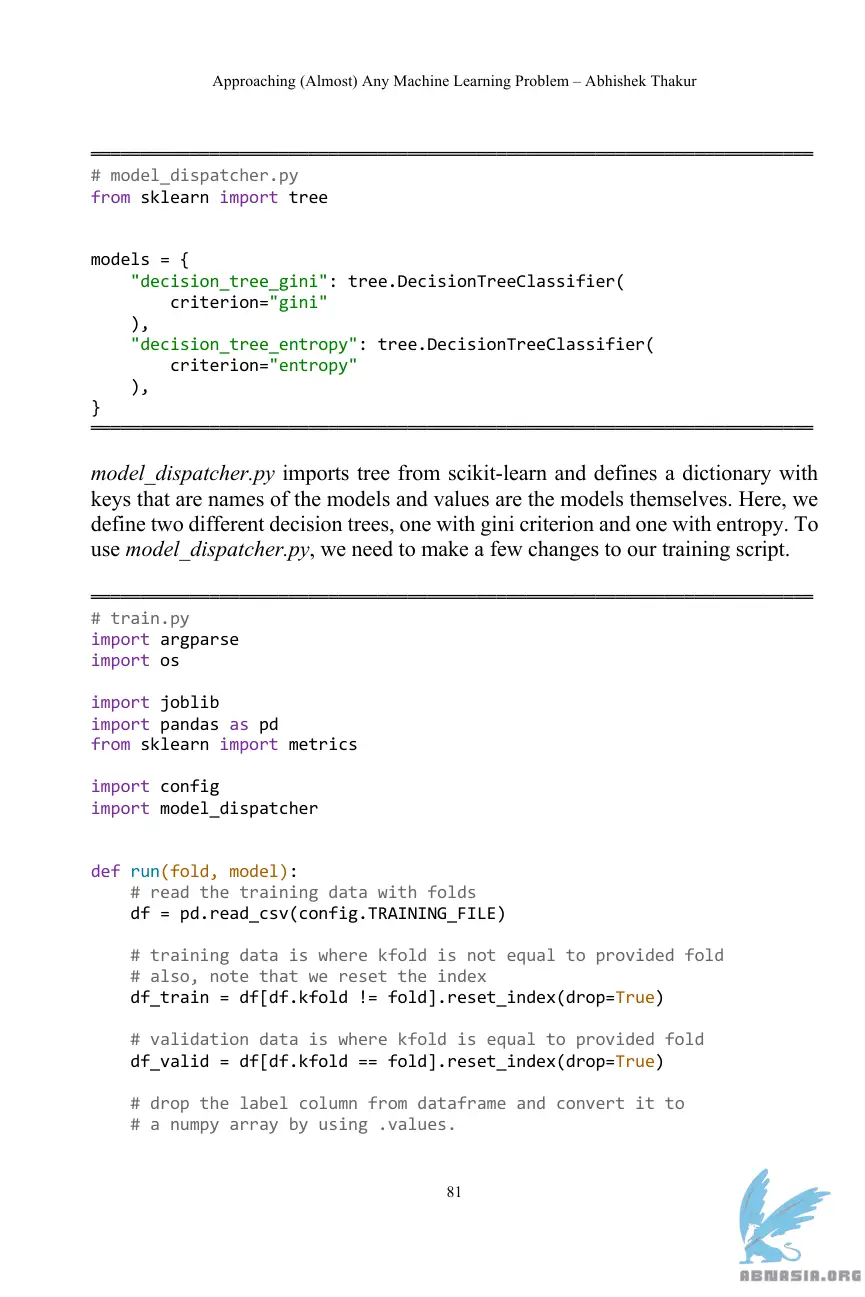 Approaching (Almost) Any Machine Learning Problem – Abhishek Thakur
# model_dispatcher.py
from sklearn import tree
models = {
    "decision_tree_gini": tree.DecisionTreeClassifier(
        criterion="gini"
    ),
    "decision_tree_entropy": tree.DecisionTreeClassifier(
        criterion="entropy"
    ),
}
model_dispatcher.py imports tree from scikit-learn and defines a dictionary with
keys that are names of the models and values are the models themselves. Here, we
define two different decision trees, one with gini criterion and one with entropy. To
use model_dispatcher.py, we need to make a few changes to our training script.
# train.py
import argparse
import os
import joblib
import pandas as pd
from sklearn import metrics
import config
import model_dispatcher
def run(fold, model):
    # read the training data with folds
    df = pd.read_csv(config.TRAINING_FILE)
    # training data is where kfold is not equal to provided fold
    # also, note that we reset the index
    df_train = df[df.kfold != fold].reset_index(drop=True)
    # validation data is where kfold is equal to provided fold
    df_valid = df[df.kfold == fold].reset_index(drop=True)
    # drop the label column from dataframe and convert it to
    # a numpy array by using .values.
81
ABNASIA.ORG